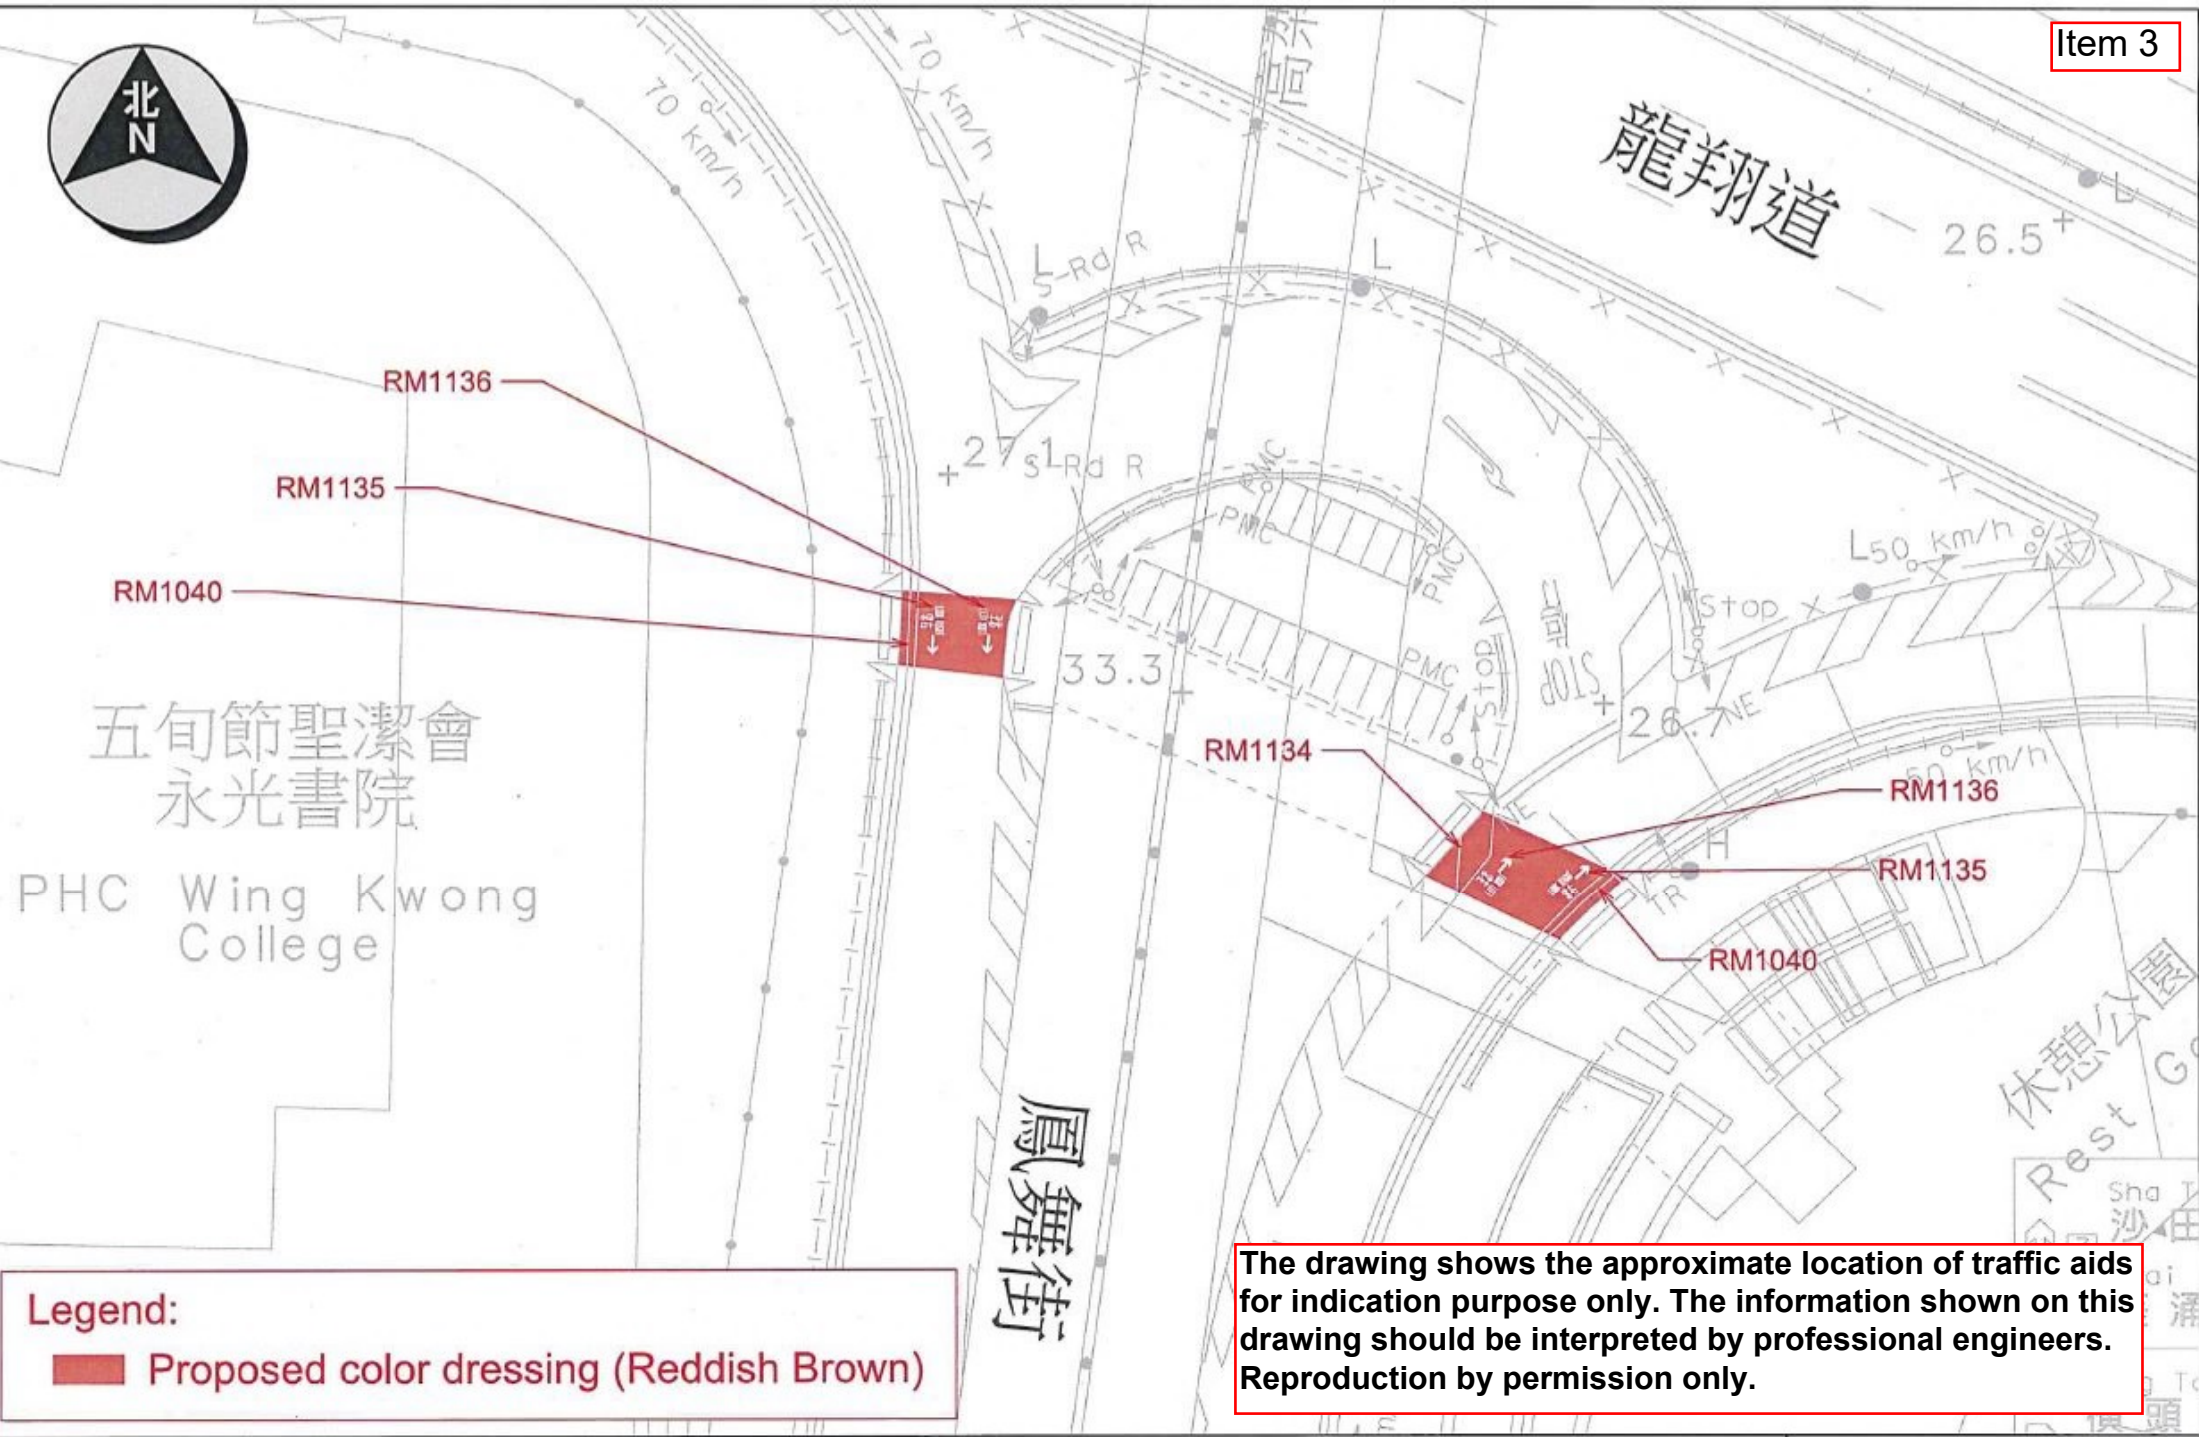 Item 3
北
N
70 km/h
70 km/h
龍翔道
26.5
L
L
S-Rd R
L
RM1136
27.1
S-Rd R
PMC
PMC
PMC
RM1135
L
50 km/h
RM1040
Stop
33.3
PMC
Stop
STOP
26.7
NE
五旬節聖潔會
永光書院
PHC Wing Kwong
College
RM1134
50 km/h
RM1136
H
RM1135
TR
RM1040
休憩公園
Rest
鳳舞街
Sha
沙田
Legend:
Proposed color dressing (Reddish Brown)
The drawing shows the approximate location of traffic aids
for indication purpose only. The information shown on this
drawing should be interpreted by professional engineers.
Reproduction by permission only.